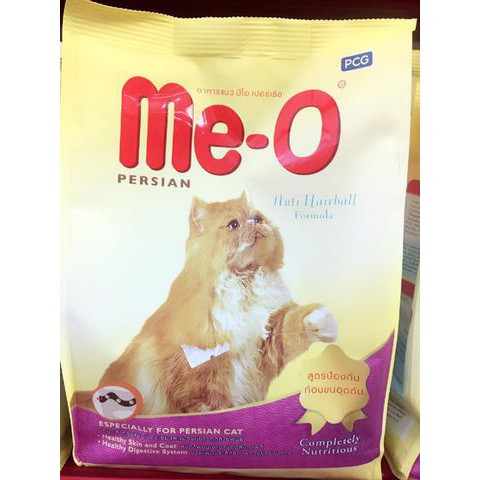 PCG
อาหารแมว มีโอ เปอร์เซีย
me-O®
PERSIAN
Anti Hairball
Formula
สูตรป้องกัน
ก้อนขนอุดตัน
ESPECIALLY FOR PERSIAN CAT
• Healthy Skin and Coat
• Healthy Digestive System
Completely
Nutritious